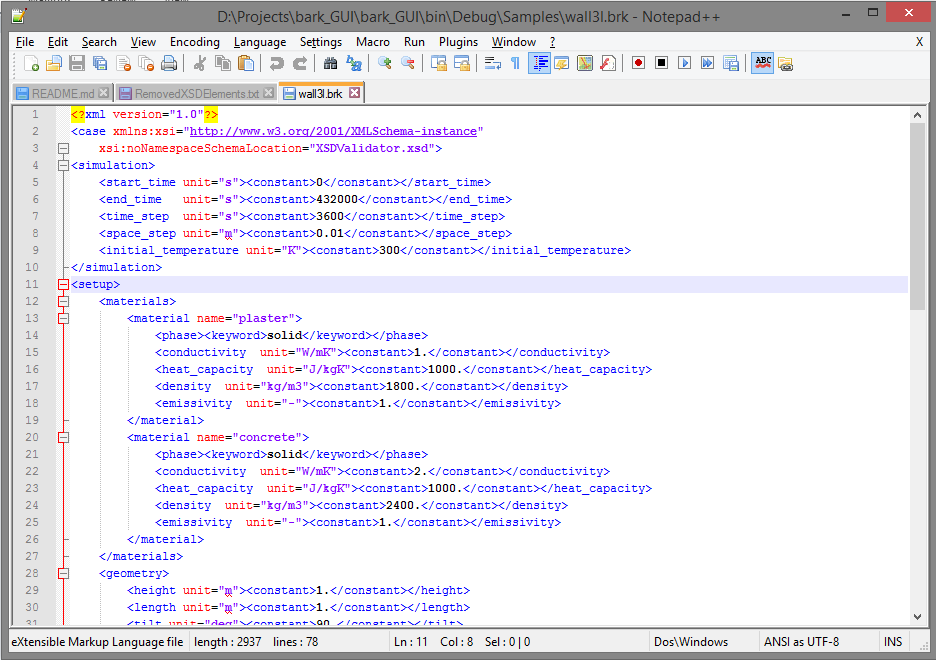 D:\Projects\bark_GUI\bark_GUI\bin\Debug\Samples\wall3l.brk - Notepad++
File Edit Search View Encoding Language Settings Macro Run Plugins Window ? X
README.md RemovedXSDElements.txt wall3l.brk
1 <?xml version="1.0"?>
2 <case xmlns:xsi="http://www.w3.org/2001/XMLSchema-instance"
3     xsi:noNamespaceSchemaLocation="XSDValidator.xsd">
4 <simulation>
5     <start_time unit="s"><constant>0</constant></start_time>
6     <end_time   unit="s"><constant>432000</constant></end_time>
7     <time_step  unit="s"><constant>3600</constant></time_step>
8     <space_step unit="m"><constant>0.01</constant></space_step>
9     <initial_temperature unit="K"><constant>300</constant></initial_temperature>
10 </simulation>
11 <setup>
12     <materials>
13         <material name="plaster">
14             <phase><keyword>solid</keyword></phase>
15             <conductivity  unit="W/mK"><constant>1.</constant></conductivity>
16             <heat_capacity  unit="J/kgK"><constant>1000.</constant></heat_capacity>
17             <density  unit="kg/m3"><constant>1800.</constant></density>
18             <emissivity  unit="-"><constant>1.</constant></emissivity>
19         </material>
20         <material name="concrete">
21             <phase><keyword>solid</keyword></phase>
22             <conductivity  unit="W/mK"><constant>2.</constant></conductivity>
23             <heat_capacity  unit="J/kgK"><constant>1000.</constant></heat_capacity>
24             <density  unit="kg/m3"><constant>2400.</constant></density>
25             <emissivity  unit="-"><constant>1.</constant></emissivity>
26         </material>
27     </materials>
28     <geometry>
29         <height unit="m"><constant>1.</constant></height>
30         <length unit="m"><constant>1.</constant></length>
31         <tilt unit="deg"><constant>90.</constant></tilt>
eXtensible Markup Language file length : 2937 lines : 78 Ln : 11 Col : 8 Sel : 0 | 0 Dos\Windows ANSI as UTF-8 INS